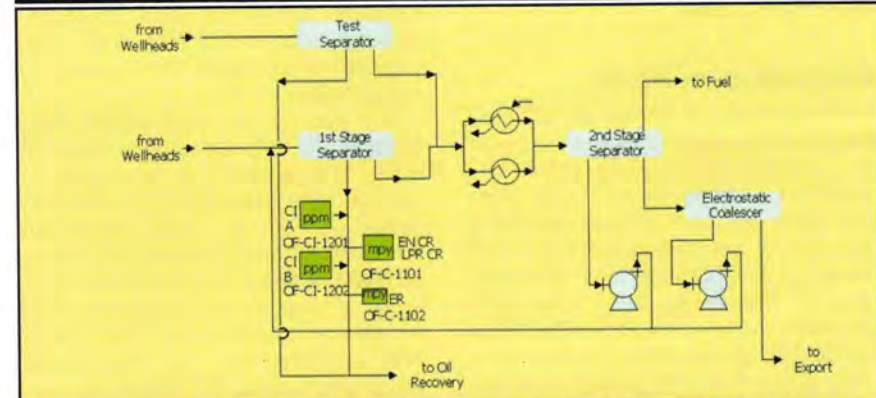 Test
Separator
from
Wellheads
to Fuel
1st Stage
Separator
from
Wellheads
2nd Stage
Separator
Electrostatic
Coalescer
CI
A
ppm
OF-CI-1201
mpy
EN CR
LPR CR
OF-C-1101
CI
B
ppm
OF-CI-1202
mpy
ER
OF-C-1102
to Oil
Recovery
to
Export